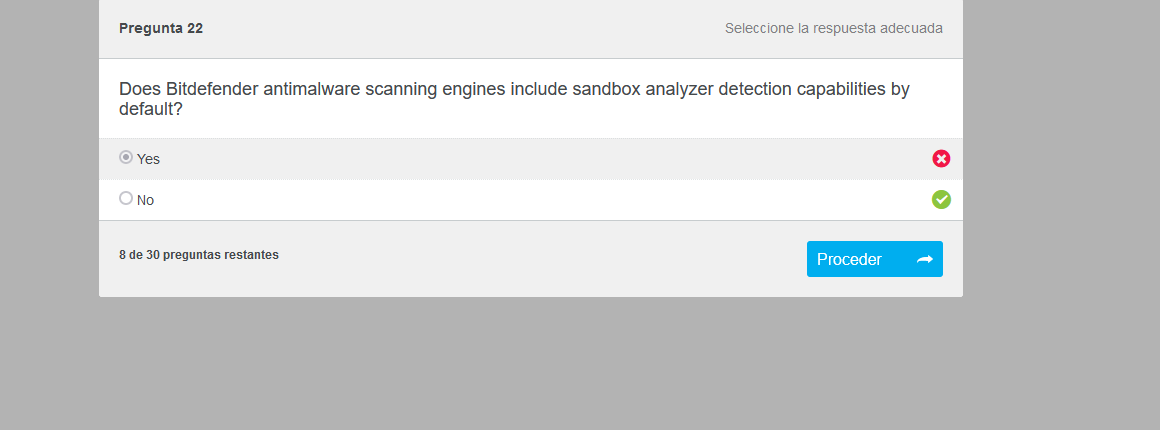 Pregunta 22
Seleccione la respuesta adecuada
Does Bitdefender antimalware scanning engines include sandbox analyzer detection capabilities by
default?
Yes
No
8 de 30 preguntas restantes
Proceder